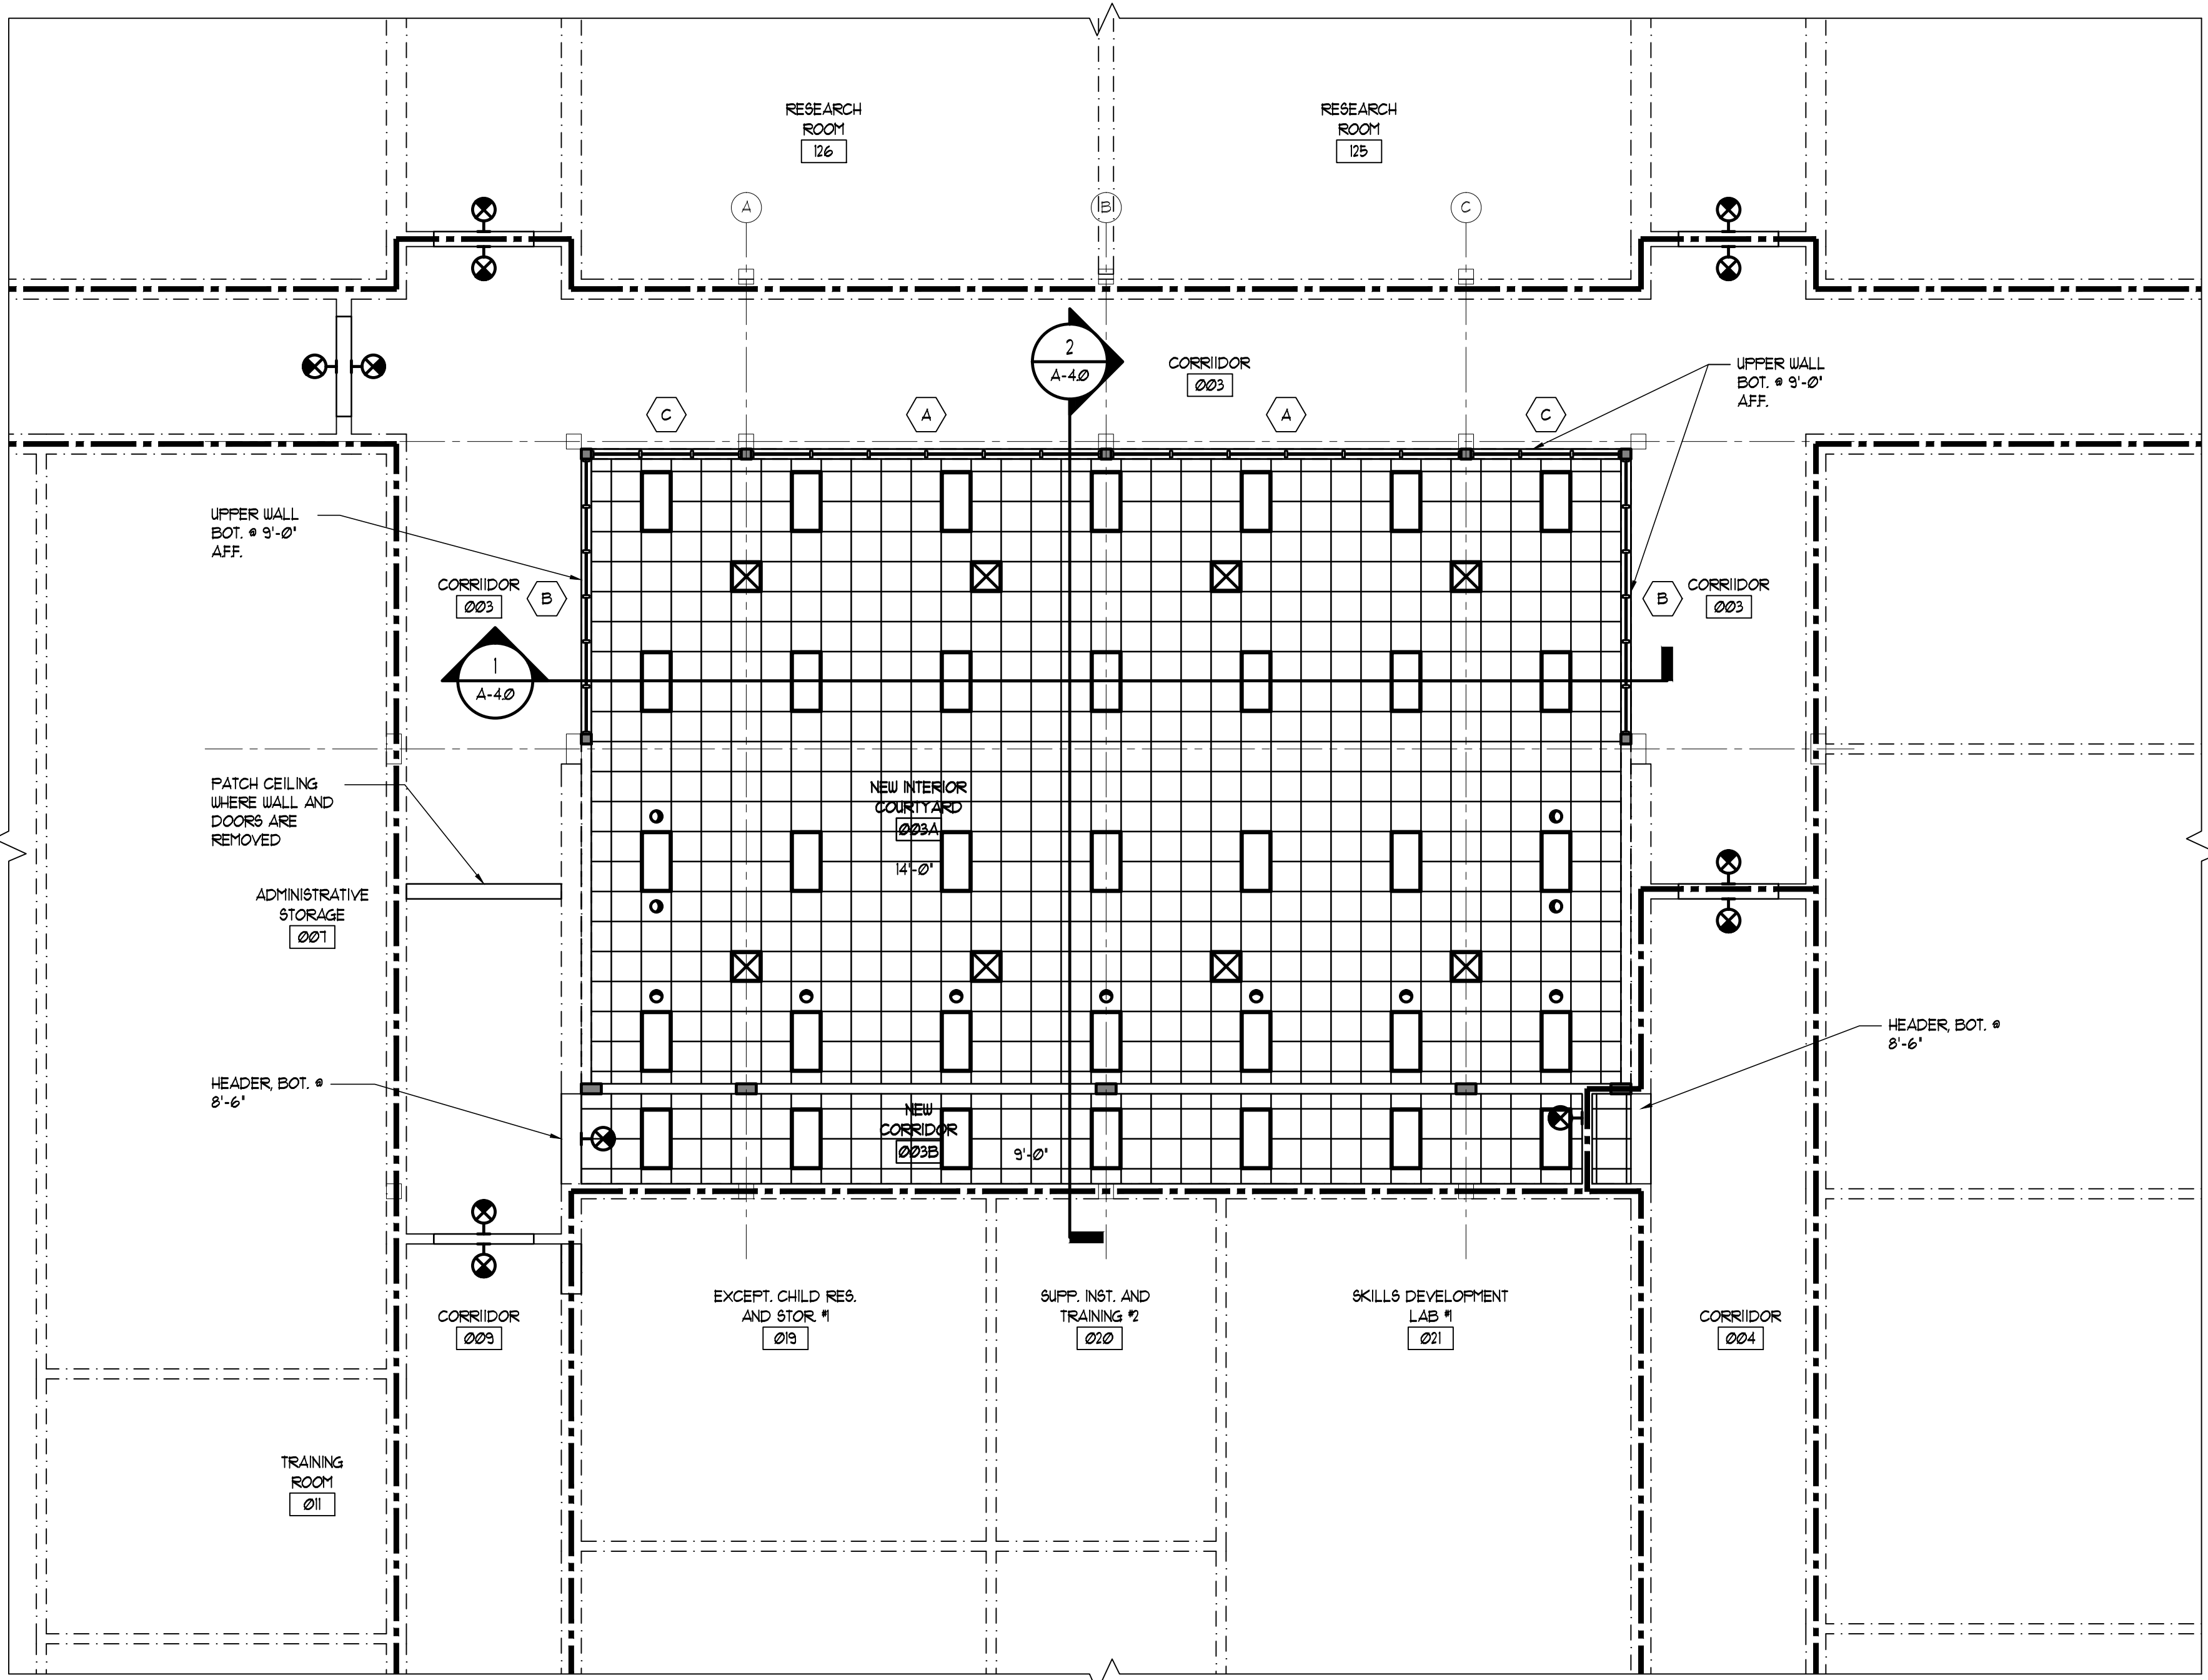 RESEARCH
ROOM
126
RESEARCH
ROOM
125
A
B
C
2
A-4.0
CORRIIDOR
003
UPPER WALL
BOT. @ 9'-0"
A.F.F.
C
A
A
C
UPPER WALL
BOT. @ 9'-0"
A.F.F.
CORRIIDOR
003
B
B
CORRIIDOR
003
1
A-4.0
PATCH CEILING
WHERE WALL AND
DOORS ARE
REMOVED
NEW INTERIOR
COURTYARD
003A
14'-0"
ADMINISTRATIVE
STORAGE
007
HEADER, BOT. @
8'-6"
HEADER, BOT. @
8'-6"
NEW
CORRIDOR
003B
9'-0"
EXCEPT. CHILD RES.
AND STOR. #1
019
SUPP. INST. AND
TRAINING #2
020
SKILLS DEVELOPMENT
LAB #1
021
CORRIIDOR
009
CORRIIDOR
004
TRAINING
ROOM
011